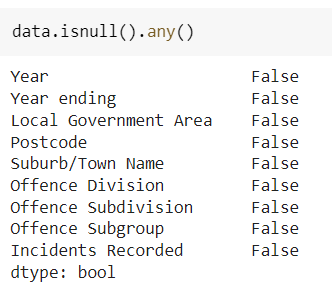 data.isnull().any()
Year False
Year ending False
Local Government Area False
Postcode False
Suburb/Town Name False
Offence Division False
Offence Subdivision False
Offence Subgroup False
Incidents Recorded False
dtype: bool